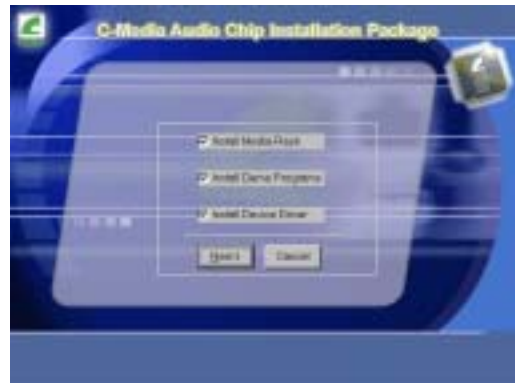 C-Media Audio Chip Installation Package
Install Media Rack
Install Demo Programs
Install Device Driver
Next
Cancel